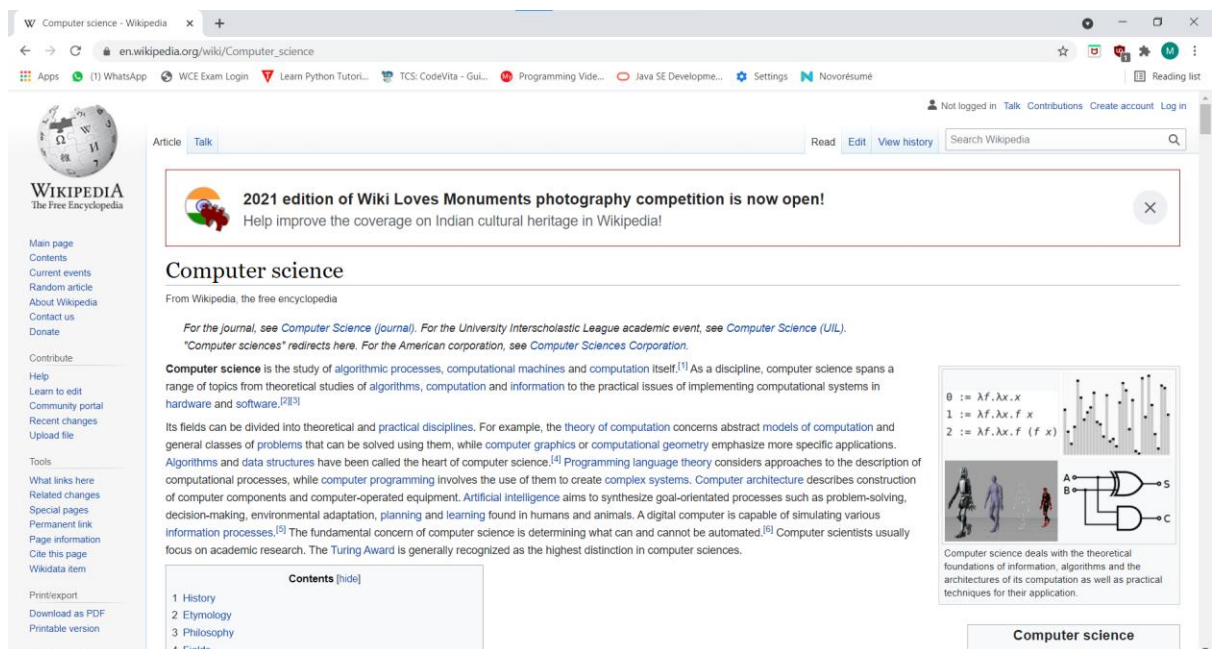 Computer science - Wikipedia
en.wikipedia.org/wiki/Computer_science
Apps (1) WhatsApp WCE Exam Login Learn Python Tutori... TCS: CodeVita - Gui... Programming Vide... Java SE Developme... Settings Novorésumé Reading list
Not logged in Talk Contributions Create account Log in
Article Talk Read Edit View history Search Wikipedia
WIKIPEDIA
The Free Encyclopedia
Main page
Contents
Current events
Random article
About Wikipedia
Contact us
Donate
Contribute
Help
Learn to edit
Community portal
Recent changes
Upload file
Tools
What links here
Related changes
Special pages
Permanent link
Page information
Cite this page
Wikidata item
Print/export
Download as PDF
Printable version
2021 edition of Wiki Loves Monuments photography competition is now open!
Help improve the coverage on Indian cultural heritage in Wikipedia!
Computer science
From Wikipedia, the free encyclopedia
For the journal, see Computer Science (journal). For the University Interscholastic League academic event, see Computer Science (UIL).
"Computer sciences" redirects here. For the American corporation, see Computer Sciences Corporation.
Computer science is the study of algorithmic processes, computational machines and computation itself.[1] As a discipline, computer science spans a
range of topics from theoretical studies of algorithms, computation and information to the practical issues of implementing computational systems in
hardware and software.[2][3]
Its fields can be divided into theoretical and practical disciplines. For example, the theory of computation concerns abstract models of computation and
general classes of problems that can be solved using them, while computer graphics or computational geometry emphasize more specific applications.
Algorithms and data structures have been called the heart of computer science.[4] Programming language theory considers approaches to the description of
computational processes, while computer programming involves the use of them to create complex systems. Computer architecture describes construction
of computer components and computer-operated equipment. Artificial intelligence aims to synthesize goal-orientated processes such as problem-solving,
decision-making, environmental adaptation, planning and learning found in humans and animals. A digital computer is capable of simulating various
information processes.[5] The fundamental concern of computer science is determining what can and cannot be automated.[6] Computer scientists usually
focus on academic research. The Turing Award is generally recognized as the highest distinction in computer sciences.
Contents [hide]
1 History
2 Etymology
3 Philosophy
4 Fields
0 := λf.λx.x
1 := λf.λx.f x
2 := λf.λx.f (f x)
A
B
S
C
Computer science deals with the theoretical
foundations of information, algorithms and the
architectures of its computation as well as practical
techniques for their application.
Computer science